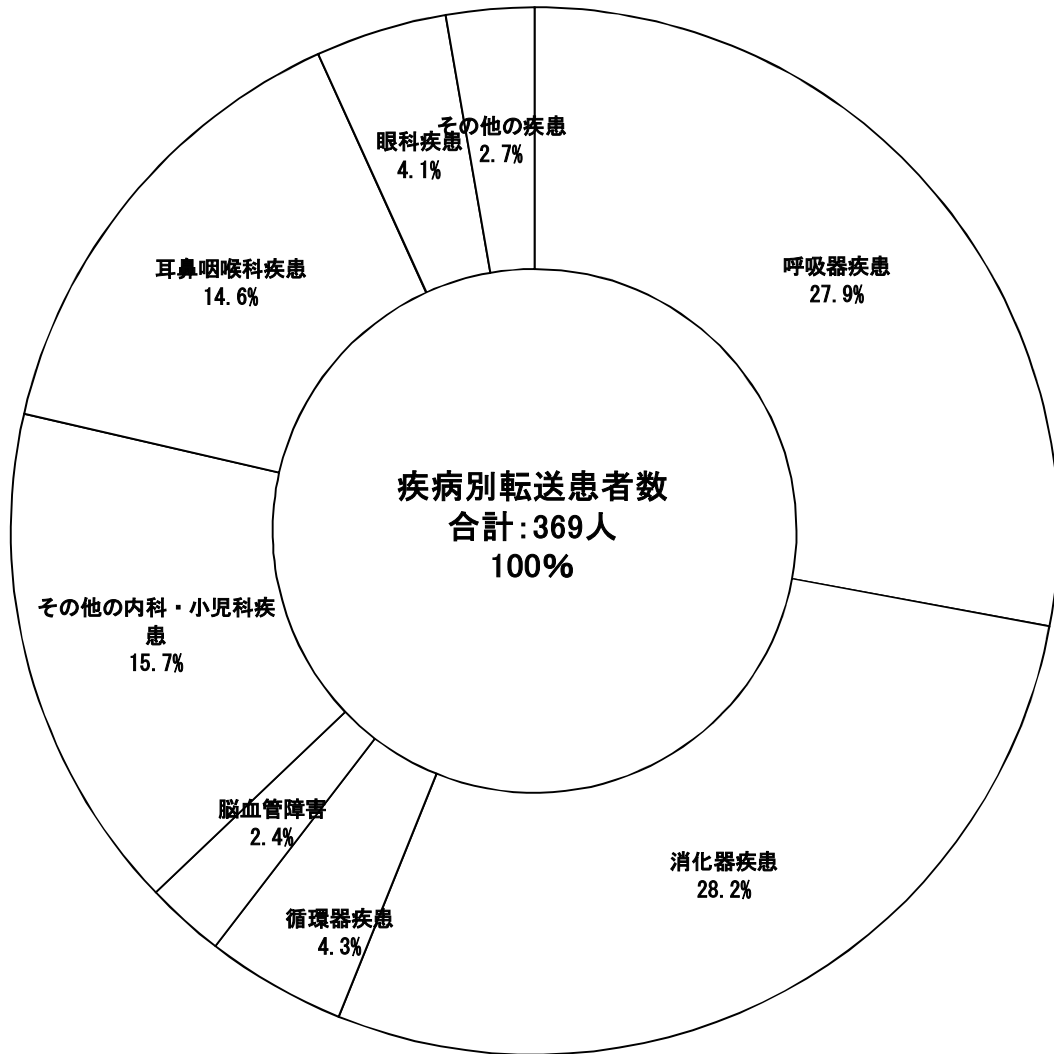 その他の疾患
2.7%
眼科疾患
4.1%
呼吸器疾患
27.9%
耳鼻咽喉科疾患
14.6%
疾病別転送患者数
合計：369人
100%
その他の内科・小児科疾
患
15.7%
脳血管障害
2.4%
消化器疾患
28.2%
循環器疾患
4.3%